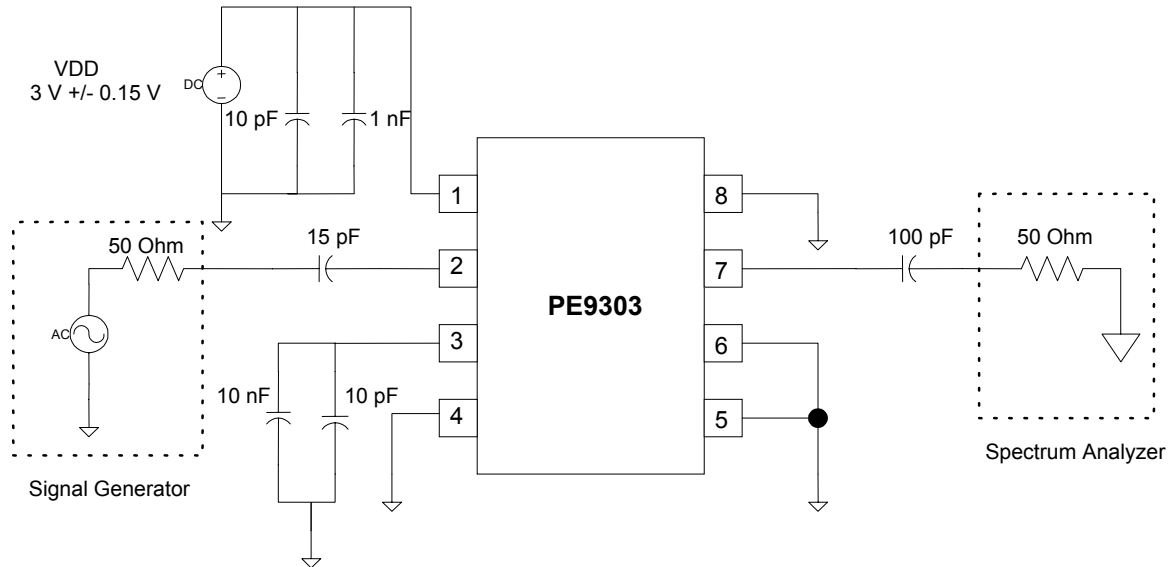 VDD
3 V +/- 0.15 V
DC
+
–
10 pF
1 nF
1
8
50 Ohm
15 pF
2
7
100 pF
50 Ohm
PE9303
AC
3
6
10 nF
10 pF
4
5
Signal Generator
Spectrum Analyzer